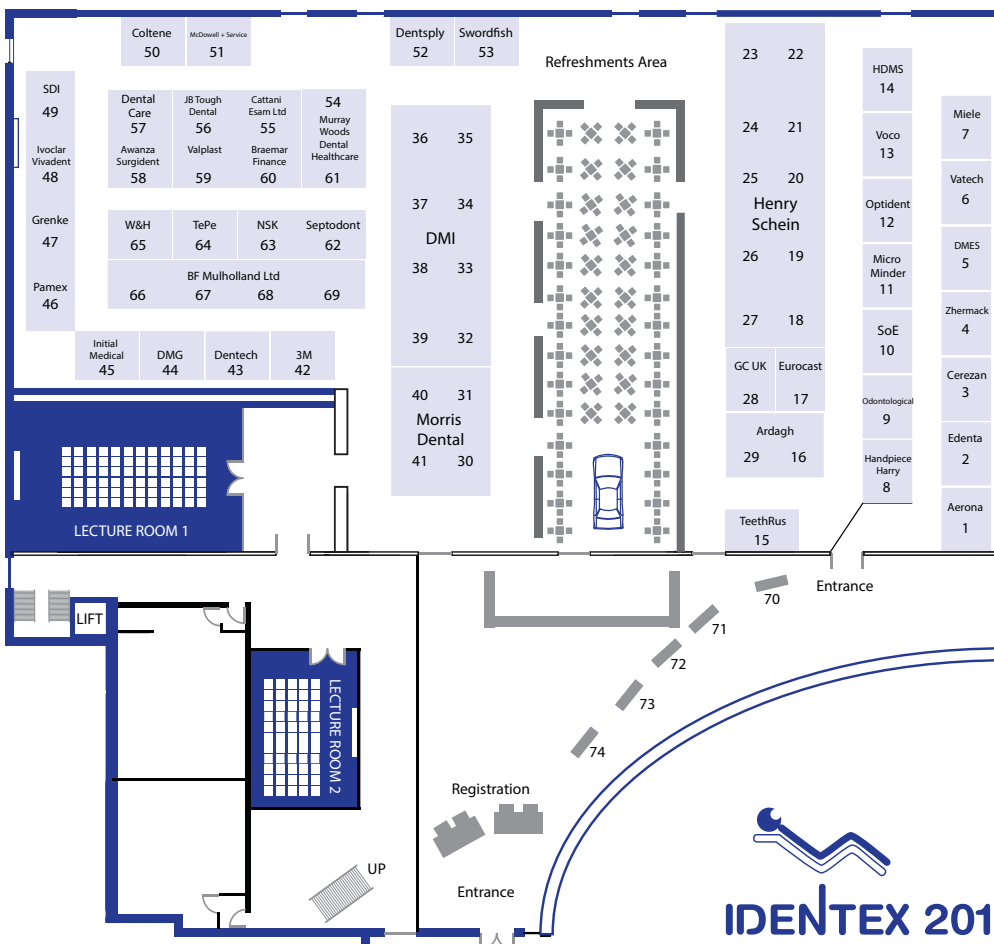 Coltene
50
McDowell + Service
51
Dentsply
52
Swordfish
53
Refreshments Area
SDI
49
Ivoclar
Vivadent
48
Grenke
47
Pamex
46
Dental
Care
57
JB Tough
Dental
56
Cattani
Esam Ltd
55
54
Murray
Woods
Dental
Healthcare
61
Awanza
Surgident
58
Valplast
59
Braemar
Finance
60
W&H
65
TePe
64
NSK
63
Septodont
62
BF Mulholland Ltd
66
67
68
69
Initial
Medical
45
DMG
44
Dentech
43
3M
42
36
35
37
34
DMI
38
33
39
32
40
31
Morris
Dental
41
30
23
22
24
21
25
20
Henry
Schein
26
19
27
18
GC UK
28
Eurocast
17
Ardagh
29
16
TeethRus
15
HDMS
14
Voco
13
Optident
12
Micro
Minder
11
SoE
10
Odontological
9
Handpiece
Harry
8
Miele
7
Vatech
6
DMES
5
Zhermack
4
Cerezan
3
Edenta
2
Aerona
1
LECTURE ROOM 1
LIFT
LECTURE ROOM 2
UP
Entrance
70
71
72
73
74
Registration
Entrance
IDENTEX 201